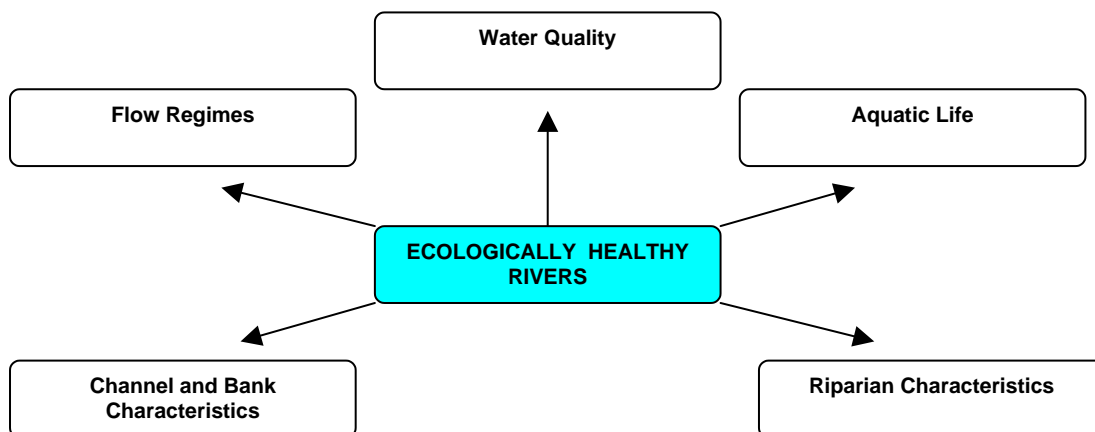 Water Quality
Flow Regimes
Aquatic Life
ECOLOGICALLY HEALTHY
RIVERS
Channel and Bank
Characteristics
Riparian Characteristics